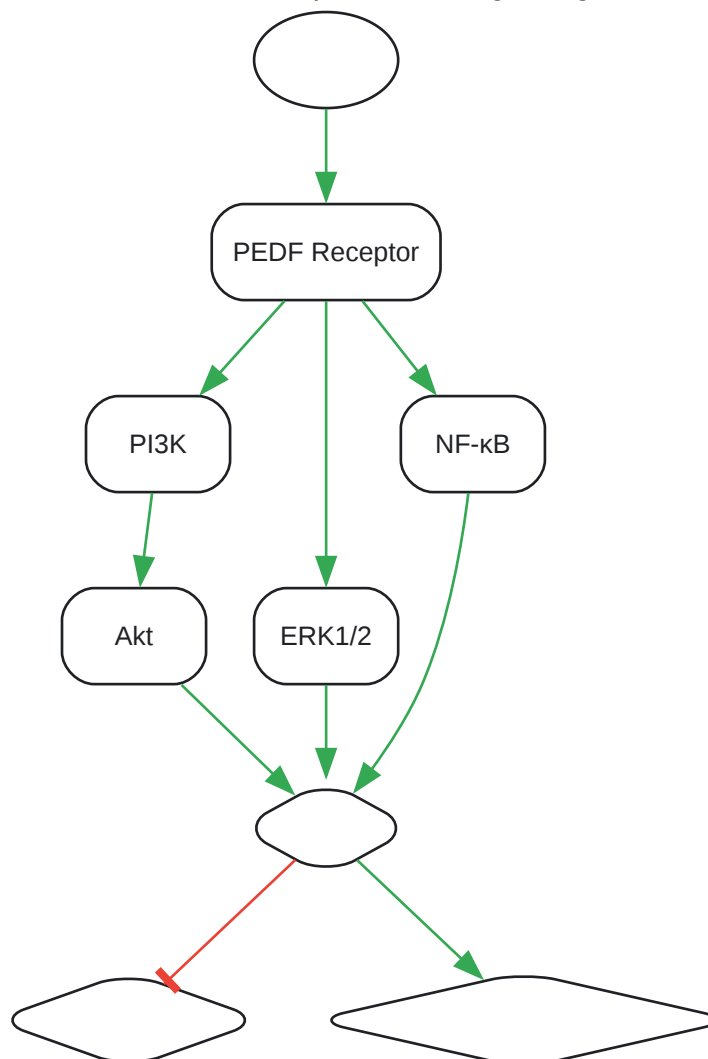 PEDF Receptor
PI3K
NF-κB
Akt
ERK1/2